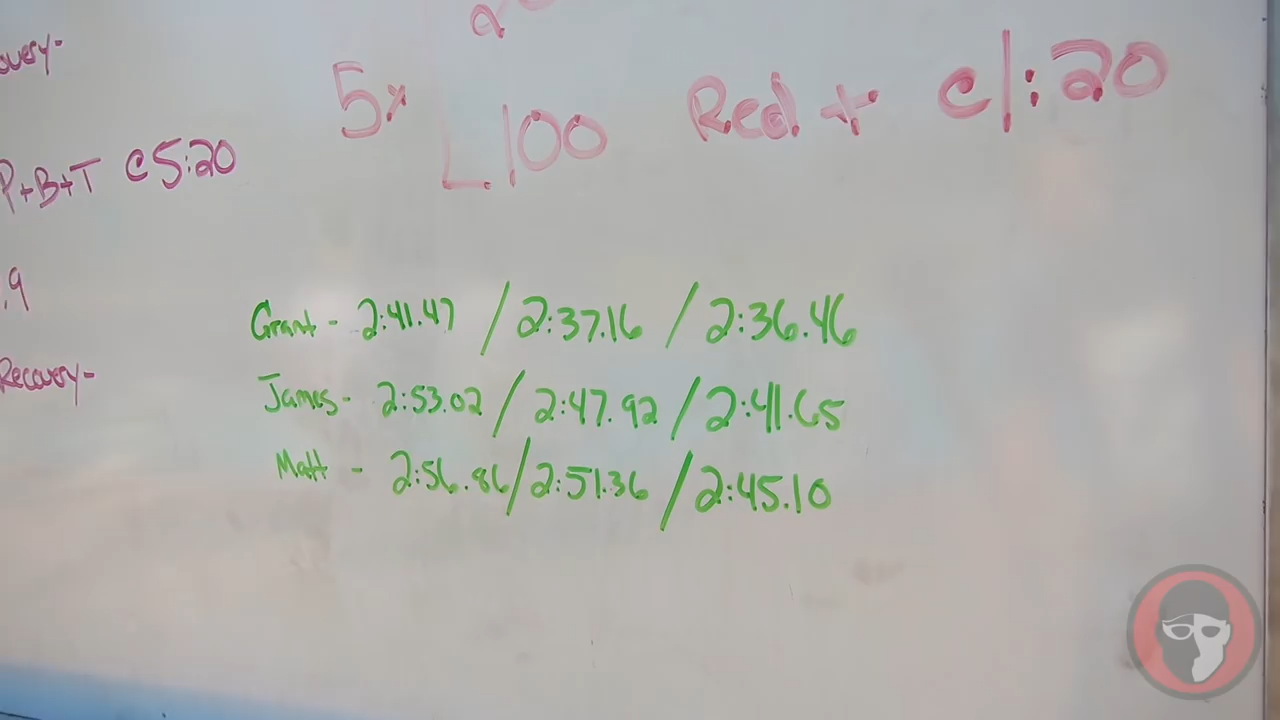 overy-
5x
L 100 Red + @ 1:20
P+B+T @ 5:20
.9
Recovery-
Grant - 2:41.47 / 2:37.16 / 2:36.46
James - 2:53.02 / 2:47.92 / 2:41.65
Matt - 2:56.86 / 2:51.36 / 2:45.10